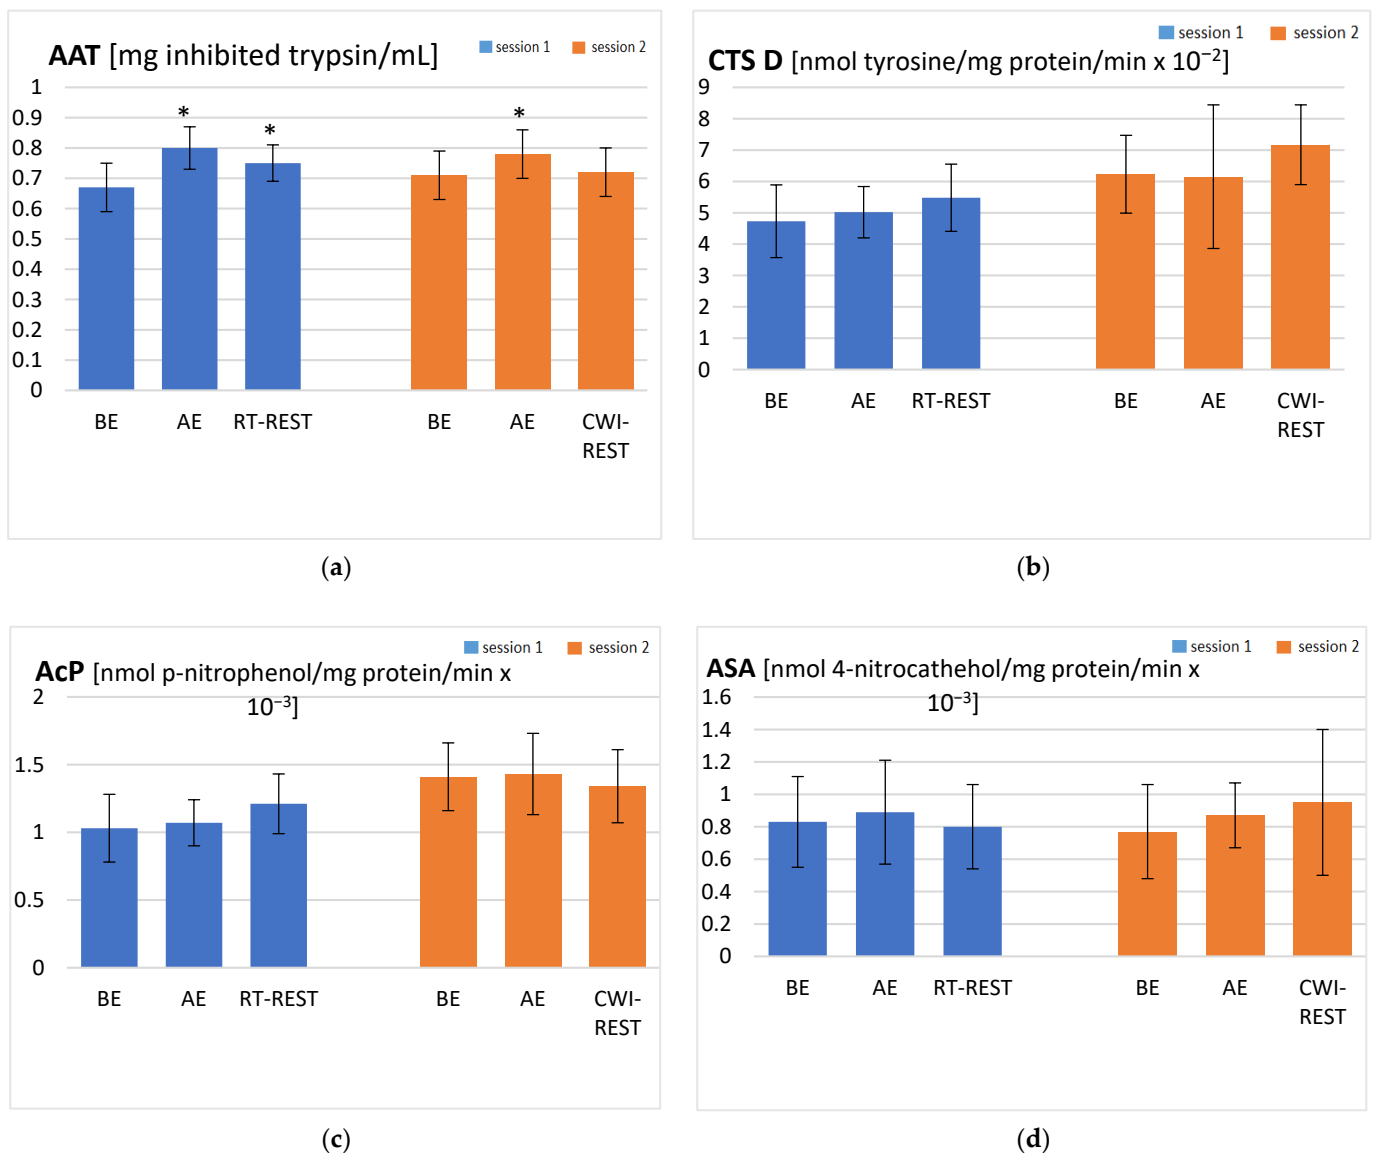 AAT [mg inhibited trypsin/mL]
session 1 session 2
1
0.9
0.8
0.7
0.6
0.5
0.4
0.3
0.2
0.1
0
* * *
BE AE RT-REST BE AE CWI-
REST
(a)
session 1 session 2
CTS D [nmol tyrosine/mg protein/min x 10⁻²]
9
8
7
6
5
4
3
2
1
0
BE AE RT-REST BE AE CWI-
REST
(b)
session 1 session 2
AcP [nmol p-nitrophenol/mg protein/min x
10⁻³]
2
1.5
1
0.5
0
BE AE RT-REST BE AE CWI-
REST
(c)
session 1 session 2
ASA [nmol 4-nitrocathehol/mg protein/min x
10⁻³]
1.6
1.4
1.2
1
0.8
0.6
0.4
0.2
0
BE AE RT-REST BE AE CWI-
REST
(d)